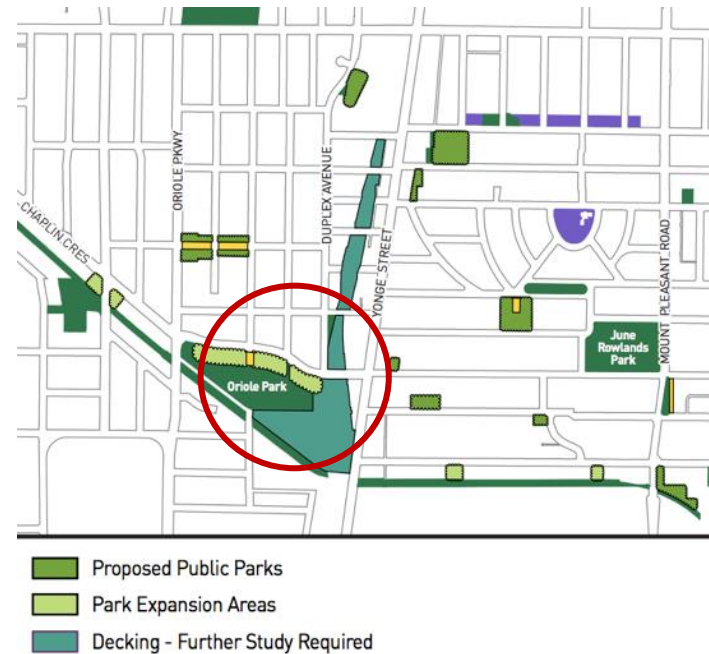 ORIOLE PKWY
DUPLEX AVENUE
CHAPLIN CRES
YONGE STREET
MOUNT PLEASANT ROAD
June
Rowlands
Park
Oriole Park
Proposed Public Parks
Park Expansion Areas
Decking - Further Study Required